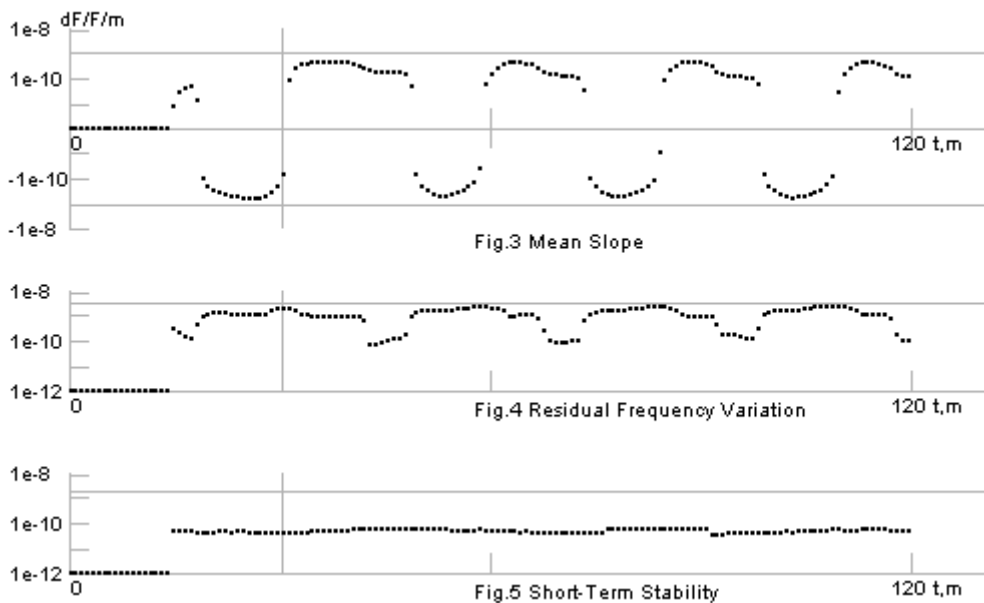 dF/F/m
1e-8
1e-10
0
120 t,m
-1e-10
-1e-8
Fig.3 Mean Slope
1e-8
1e-10
1e-12
0
120 t,m
Fig.4 Residual Frequency Variation
1e-8
1e-10
1e-12
0
120 t,m
Fig.5 Short-Term Stability